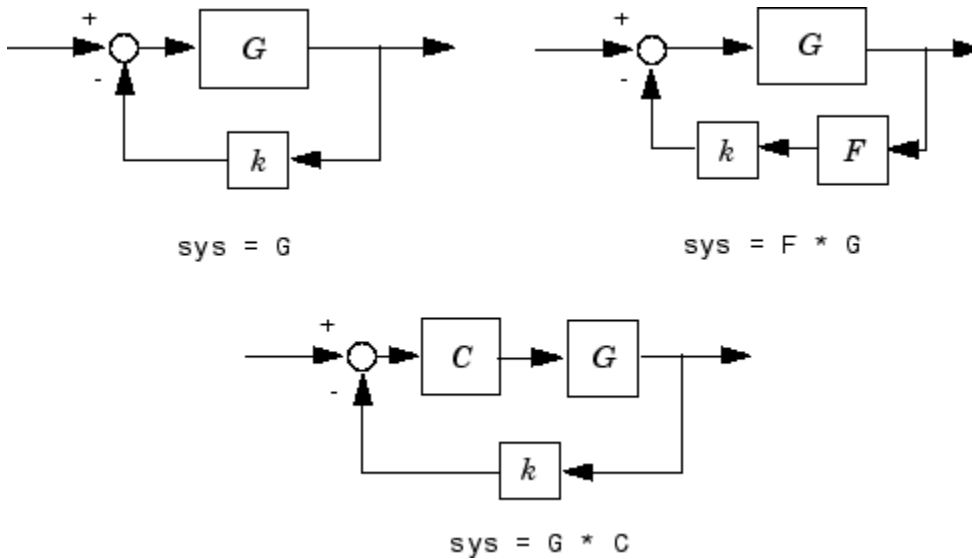 +
G
-
k
sys = G
+
G
-
k
F
sys = F * G
+
C
G
-
k
sys = G * C